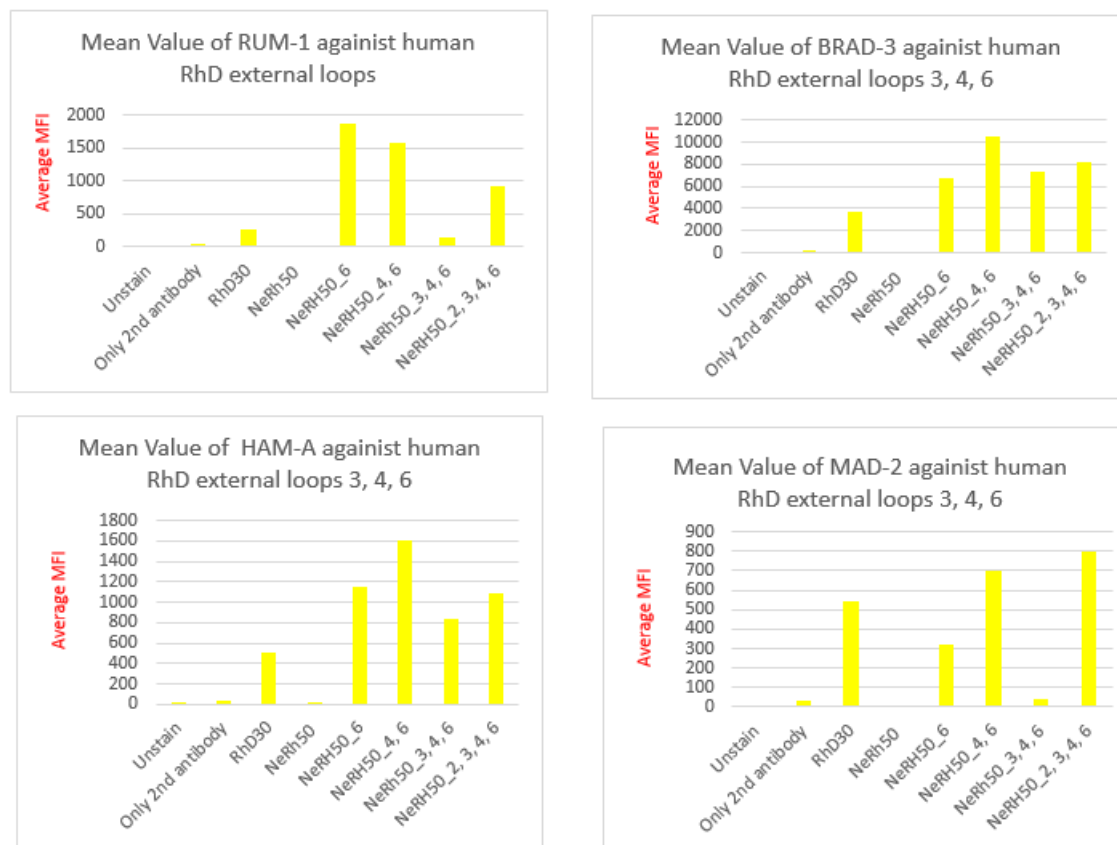 Mean Value of RUM-1 againist human
RhD external loops
Average MFI
2000
1500
1000
500
0
Unstain
Only 2nd antibody
RhD30
NeRh50
NeRH50_6
NeRH50_4, 6
NeRh50_3, 4, 6
NeRH50_2, 3, 4, 6
Mean Value of BRAD-3 againist human
RhD external loops 3, 4, 6
Average MFI
12000
10000
8000
6000
4000
2000
0
Unstain
Only 2nd antibody
RhD30
NeRh50
NeRH50_6
NeRH50_4, 6
NeRh50_3, 4, 6
NeRH50_2, 3, 4, 6
Mean Value of HAM-A againist human
RhD external loops 3, 4, 6
Average MFI
1800
1600
1400
1200
1000
800
600
400
200
0
Unstain
Only 2nd antibody
RhD30
NeRh50
NeRH50_6
NeRH50_4, 6
NeRh50_3, 4, 6
NeRH50_2, 3, 4, 6
Mean Value of MAD-2 againist human
RhD external loops 3, 4, 6
Average MFI
900
800
700
600
500
400
300
200
100
0
Unstain
Only 2nd antibody
RhD30
NeRh50
NeRH50_6
NeRH50_4, 6
NeRh50_3, 4, 6
NeRH50_2, 3, 4, 6